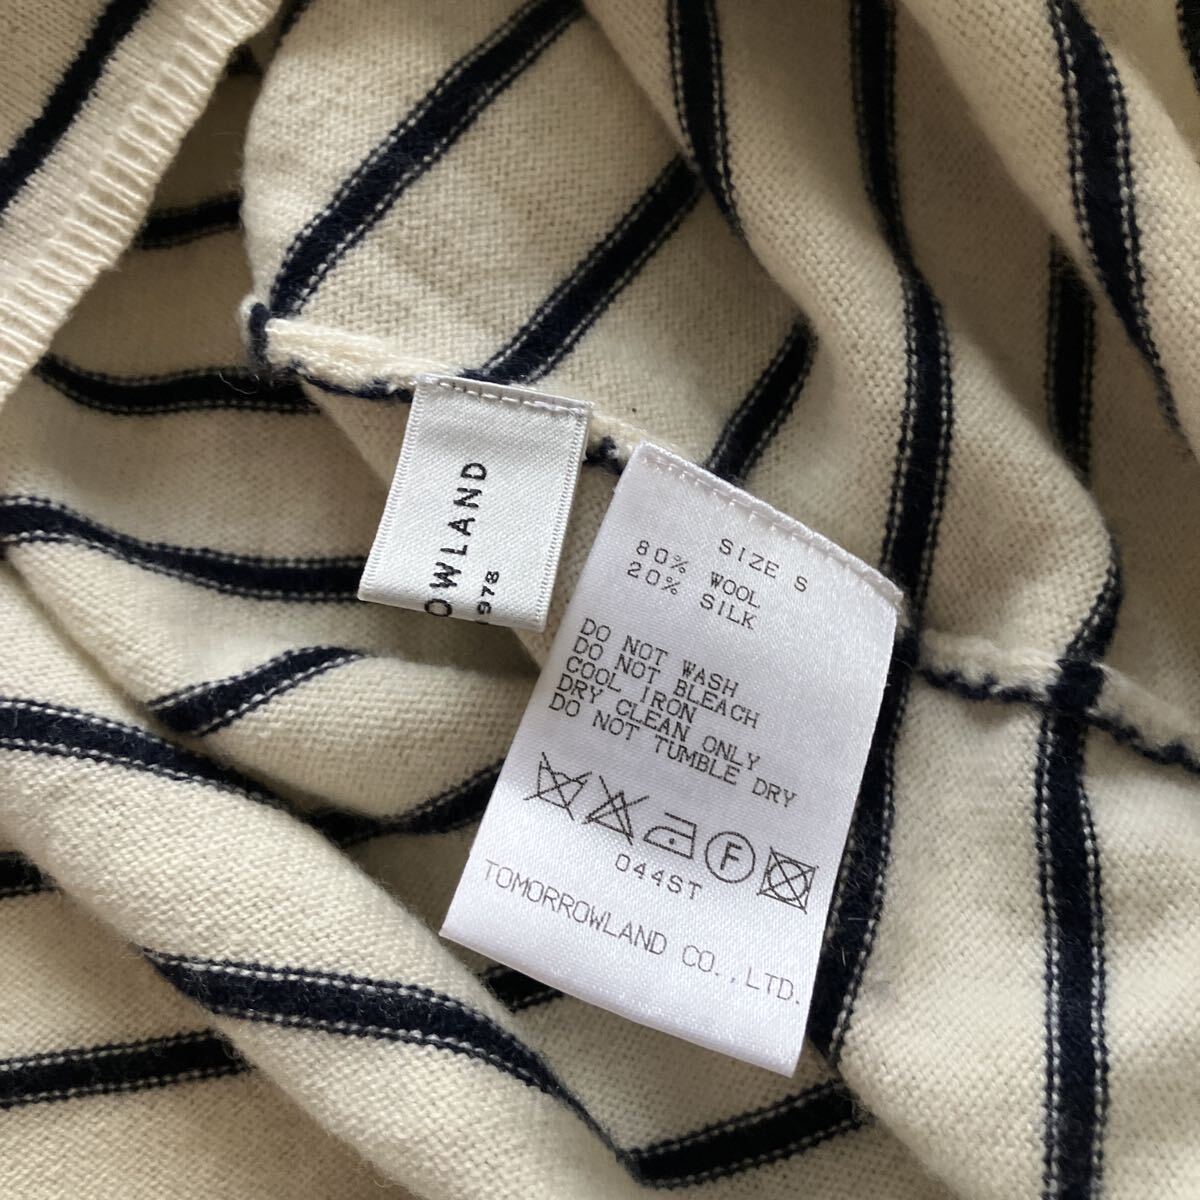 OWLAND
978
SIZE S
80% WOOL
20% SILK
DO NOT WASH
DO NOT BLEACH
COOL IRON
DRY CLEAN ONLY
DO NOT TUMBLE DRY
F
044ST
TOMORROWLAND CO.,LTD.